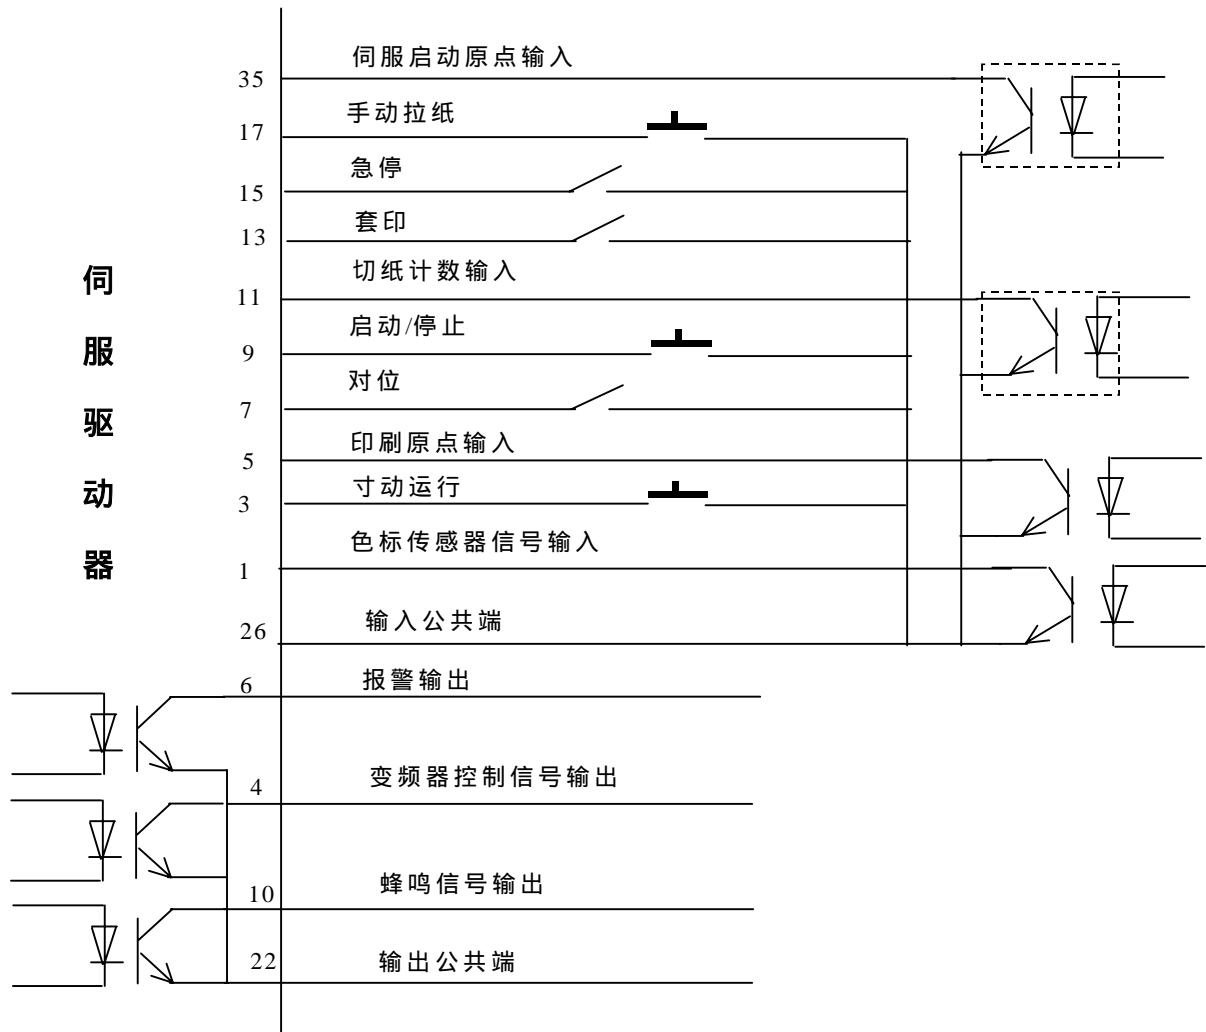 伺服驱动器
35 伺服启动原点输入
17 手动拉纸
15 急停
13 套印
11 切纸计数输入
9 启动/停止
7 对位
5 印刷原点输入
3 寸动运行
1 色标传感器信号输入
26 输入公共端
6 报警输出
4 变频器控制信号输出
10 蜂鸣信号输出
22 输出公共端